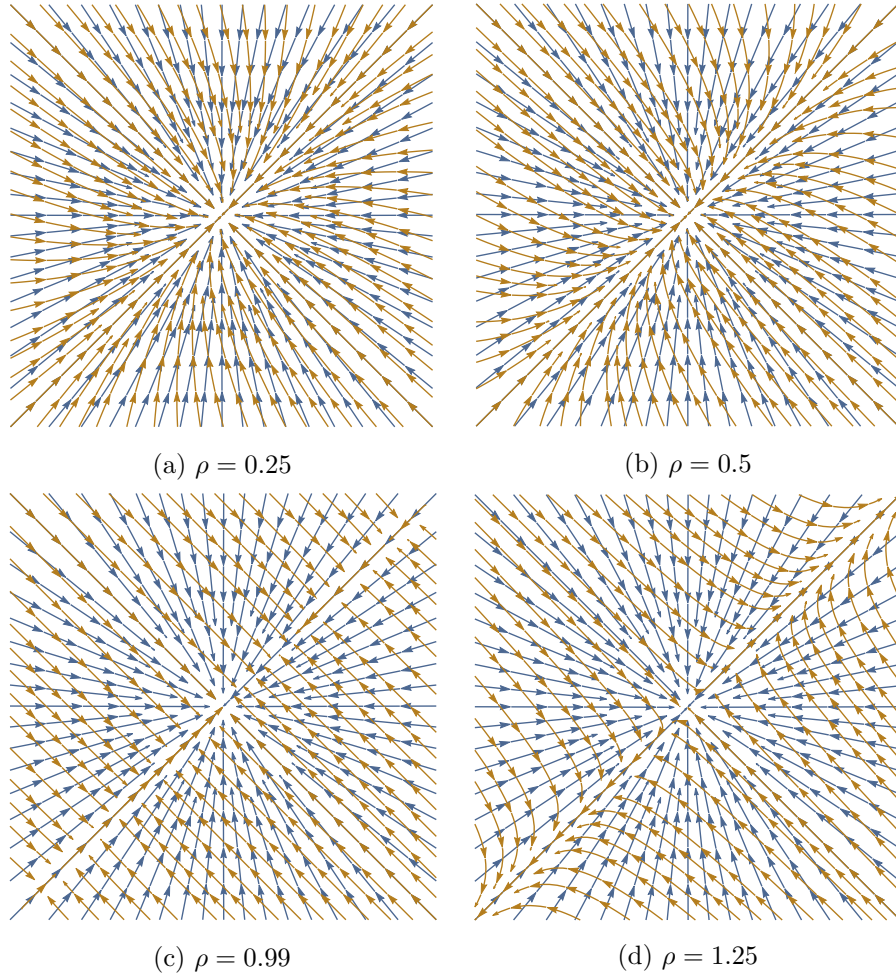 (a) ρ = 0.25
(b) ρ = 0.5
(c) ρ = 0.99
(d) ρ = 1.25